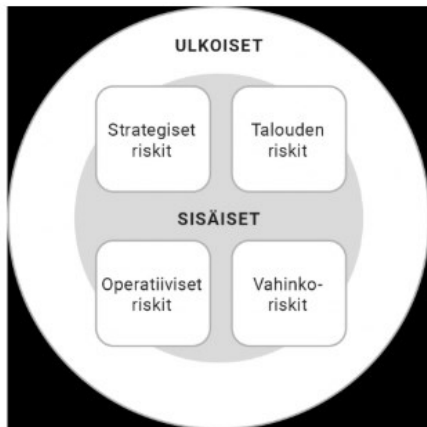 ULKOISET
Strategiset
riskit
Talouden
riskit
SISÄISET
Operatiiviset
riskit
Vahinko-
riskit